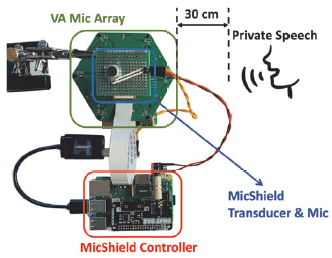 VA Mic Array
30 cm
Private Speech
MicShield
Transducer & Mic
MicShield Controller